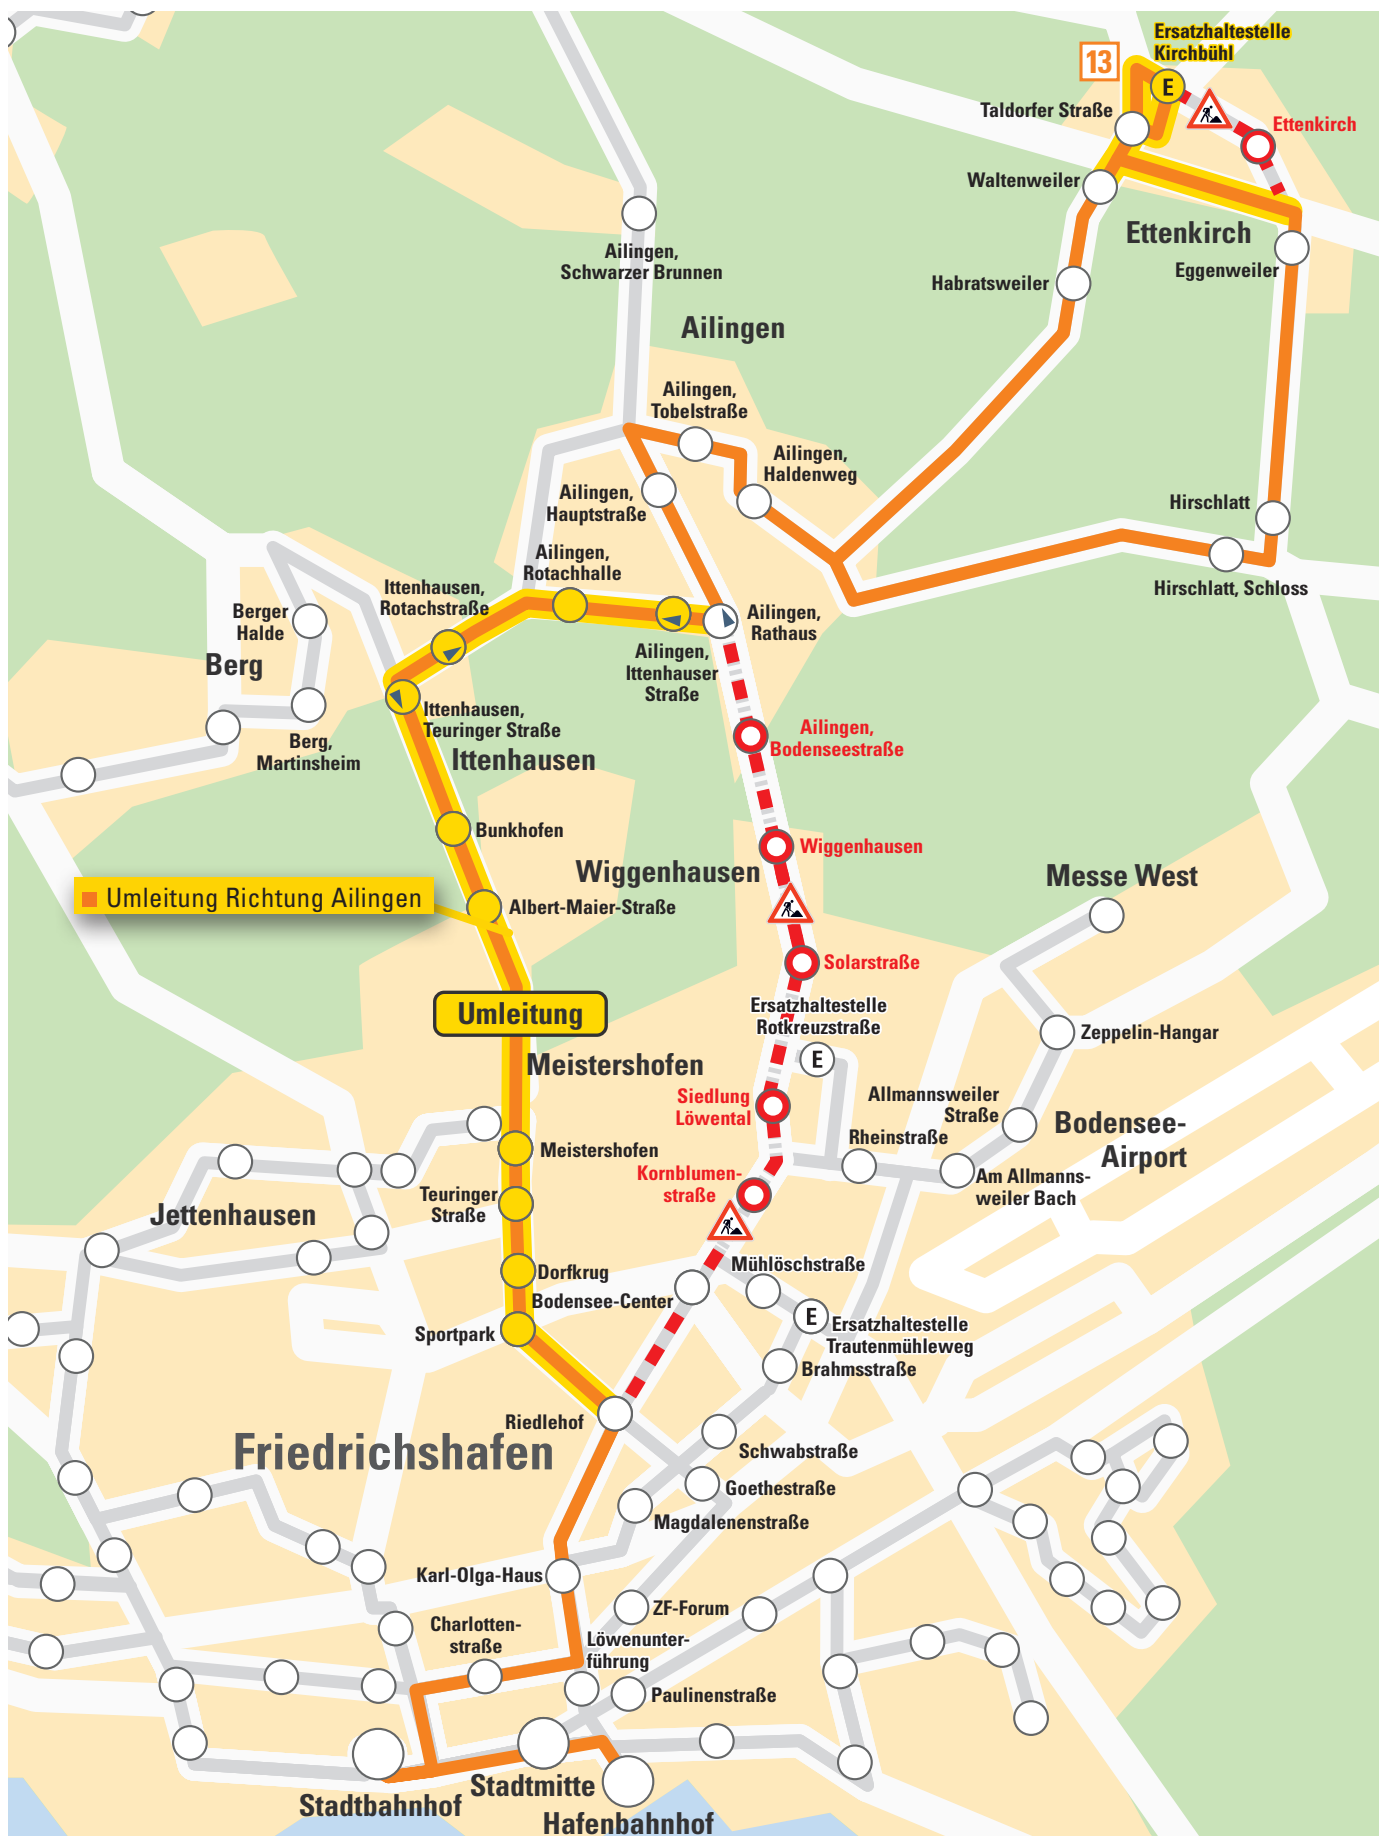 Ersatzhaltestelle
Kirchbühl
13
E
Taldorfer Straße
Ettenkirch
Waltenweiler
Ettenkirch
Eggenweiler
Ailingen,
Schwarzer Brunnen
Habratsweiler
Ailingen
Ailingen,
Tobelstraße
Ailingen,
Haldenweg
Ailingen,
Hauptstraße
Hirschlatt
Ailingen,
Rotachhalle
Ittenhausen,
Rotachstraße
Hirschlatt, Schloss
Berger
Halde
Ailingen,
Rathaus
Berg
Ailingen,
Ittenhauser
Straße
Ittenhausen,
Teuringer Straße
Berg,
Martinsheim
Ailingen,
Bodenseestraße
Ittenhausen
Bunkhofen
Wiggenhausen
Wiggenhausen
Messe West
Umleitung Richtung Ailingen
Albert-Maier-Straße
Solarstraße
Ersatzhaltestelle
Rotkreuzstraße
Umleitung
Zeppelin-Hangar
E
Meistershofen
Siedlung
Löwental
Allmannsweiler
Straße
Bodensee-
Airport
Rheinstraße
Meistershofen
Kornblumen-
straße
Am Allmanns-
weiler Bach
Teuringer
Straße
Jettenhausen
Mühlöschstraße
Dorfkrug
Bodensee-Center
E
Ersatzhaltestelle
Trautenmühleweg
Sportpark
Brahmsstraße
Riedlehof
Friedrichshafen
Schwabstraße
Goethestraße
Magdalenenstraße
Karl-Olga-Haus
ZF-Forum
Charlotten-
straße
Löwenunter-
führung
Paulinenstraße
Stadtmitte
Stadtbahnhof
Hafenbahnhof